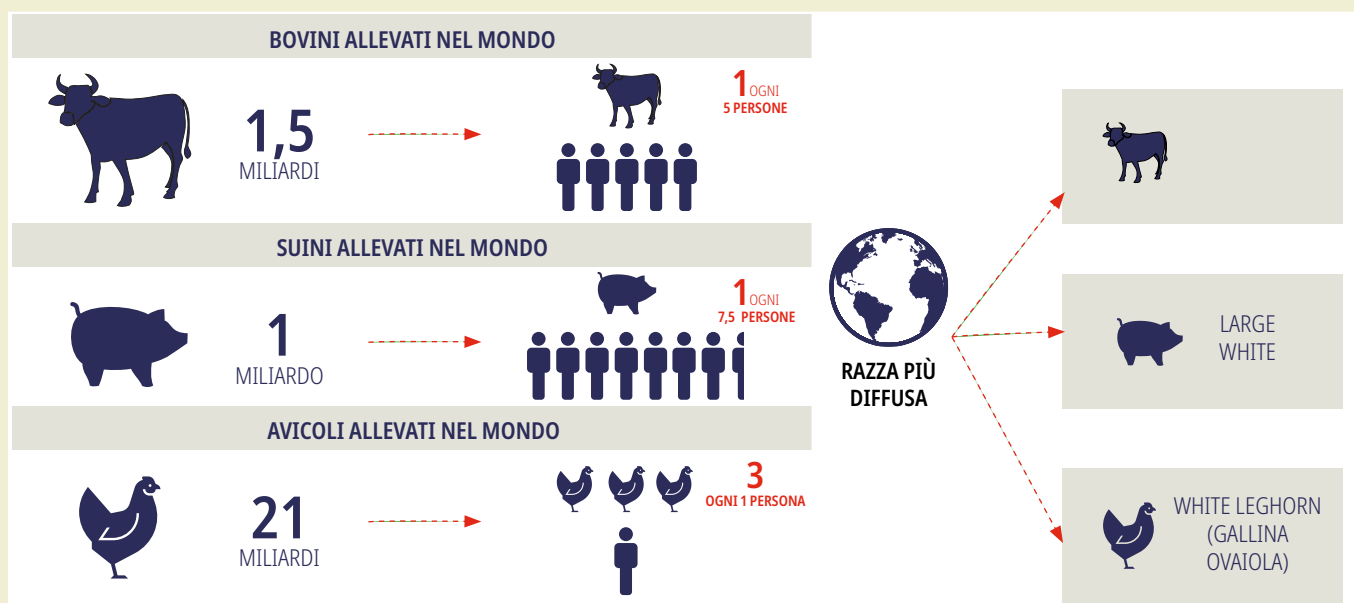 BOVINI ALLEVATI NEL MONDO
1,5
MILIARDI
1 OGNI
5 PERSONE
SUINI ALLEVATI NEL MONDO
1
MILIARDO
1 OGNI
7,5 PERSONE
AVICOLI ALLEVATI NEL MONDO
21
MILIARDI
3
OGNI 1 PERSONA
RAZZA PIÙ
DIFFUSA
LARGE
WHITE
WHITE LEGHORN
(GALLINA
OVAIOLA)